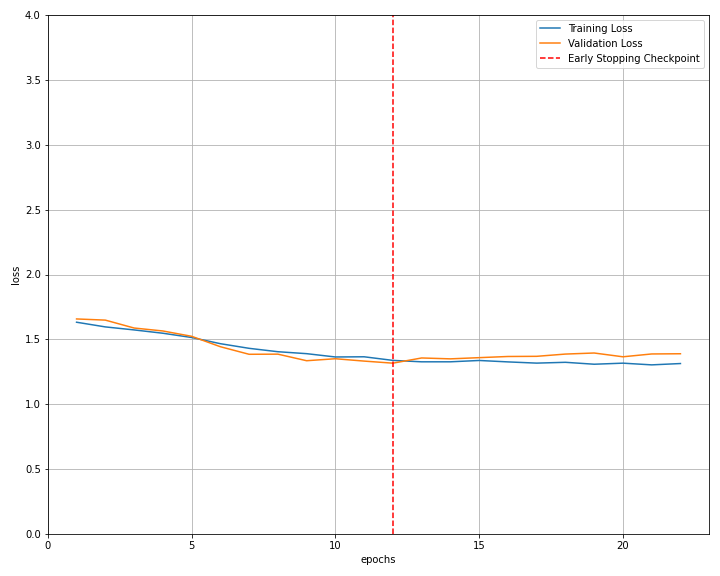 4.0
3.5
3.0
2.5
2.0
1.5
1.0
0.5
0.0
loss
Training Loss
Validation Loss
Early Stopping Checkpoint
0 5 10 15 20
epochs